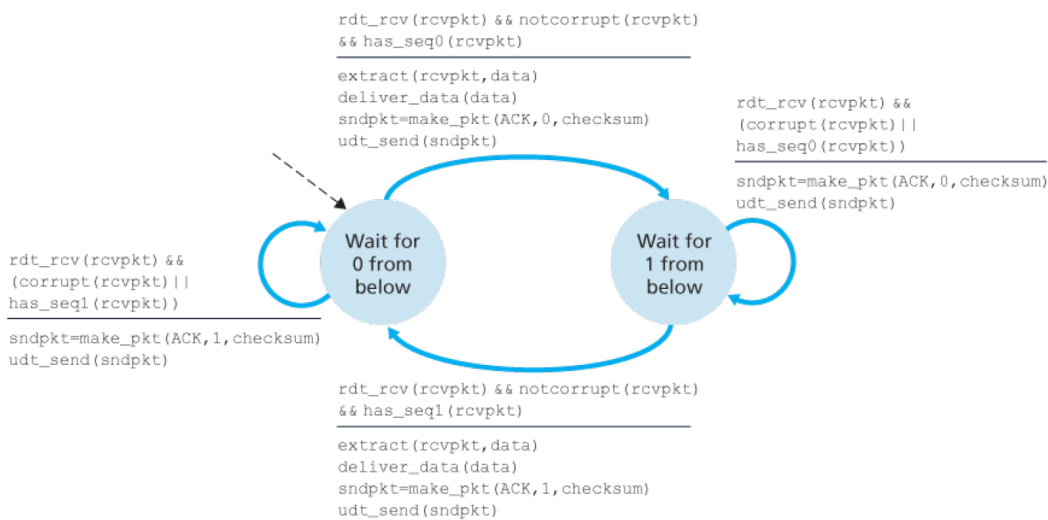 rdt_rcv(rcvpkt) && notcorrupt(rcvpkt)
&& has_seq0(rcvpkt)
extract(rcvpkt,data)
deliver_data(data)
sndpkt=make_pkt(ACK,0,checksum)
udt_send(sndpkt)
rdt_rcv(rcvpkt) &&
(corrupt(rcvpkt)||
has_seq0(rcvpkt))
sndpkt=make_pkt(ACK,0,checksum)
udt_send(sndpkt)
Wait for
0 from
below
Wait for
1 from
below
rdt_rcv(rcvpkt) &&
(corrupt(rcvpkt)||
has_seq1(rcvpkt))
sndpkt=make_pkt(ACK,1,checksum)
udt_send(sndpkt)
rdt_rcv(rcvpkt) && notcorrupt(rcvpkt)
&& has_seq1(rcvpkt)
extract(rcvpkt,data)
deliver_data(data)
sndpkt=make_pkt(ACK,1,checksum)
udt_send(sndpkt)